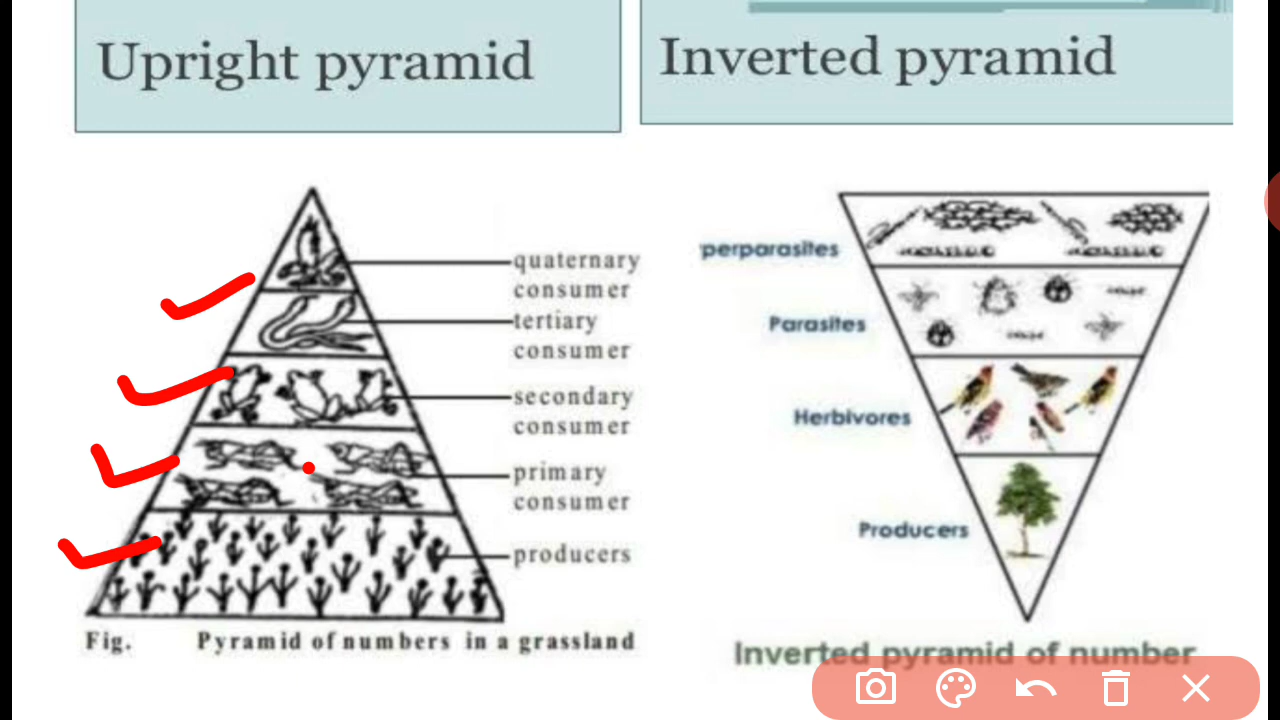 Upright pyramid
Inverted pyramid
quaternary
consumer
tertiary
consumer
secondary
consumer
primary
consumer
producers
Fig. Pyramid of numbers in a grassland
perparasites
Parasites
Herbivores
Producers
Inverted pyramid of number